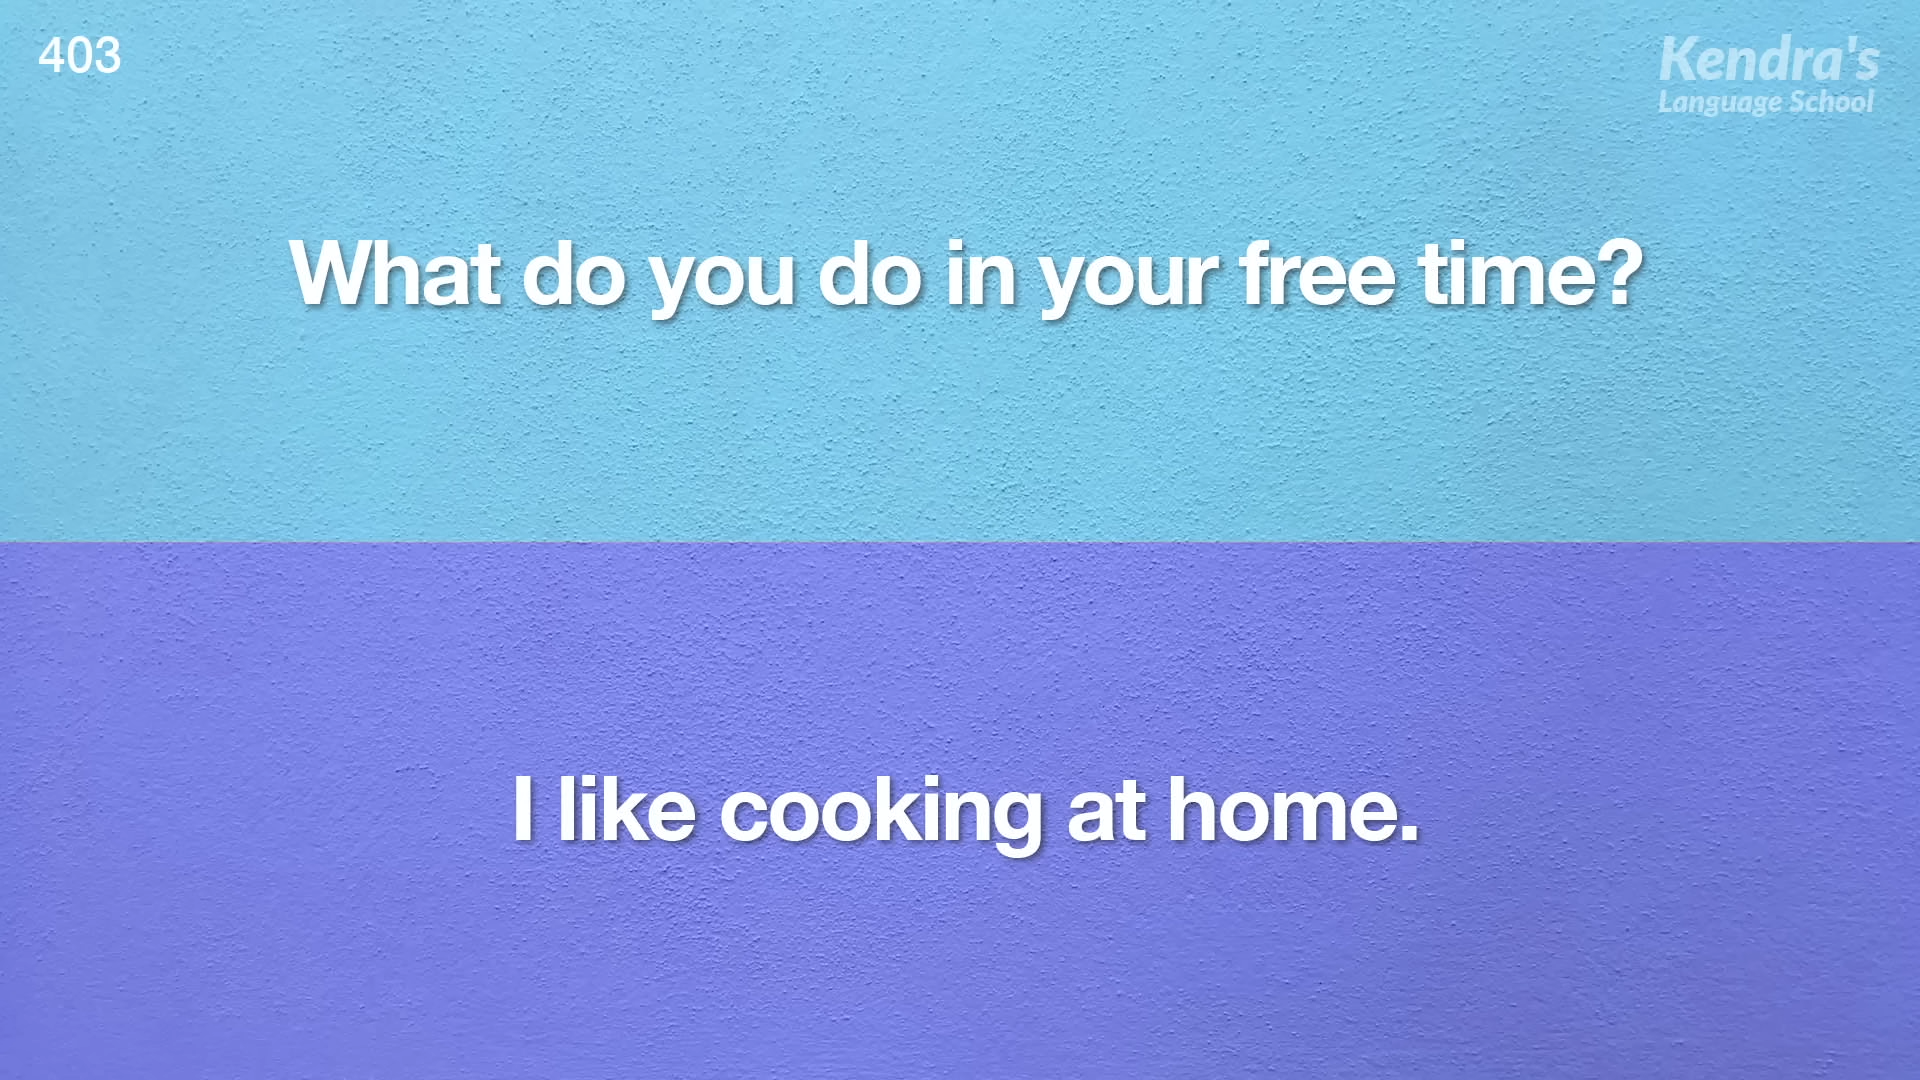 403
Kendra's
Language School
What do you do in your free time?
I like cooking at home.